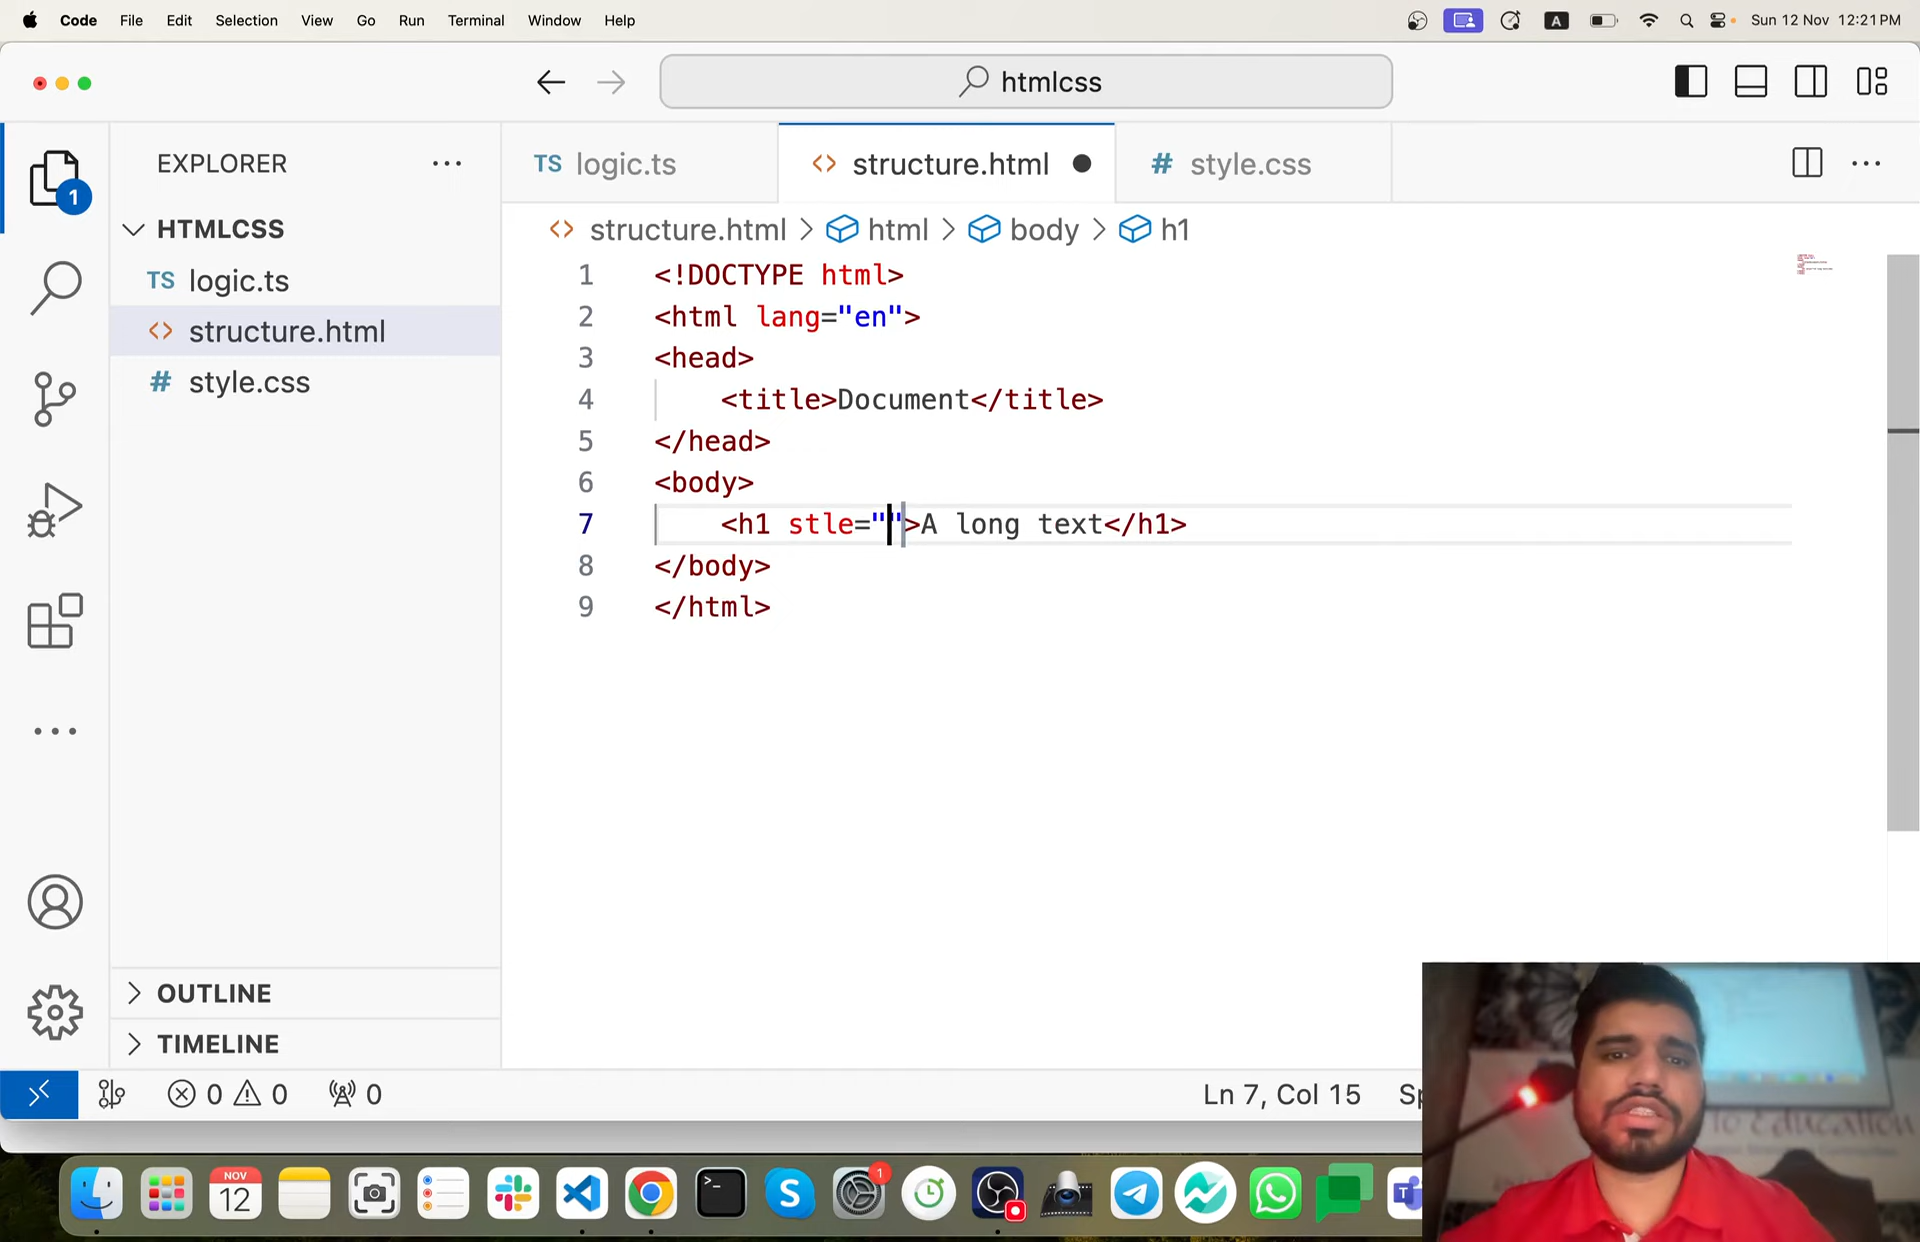 Code File Edit Selection View Go Run Terminal Window Help A Sun 12 Nov 12:21 PM
htmlcss
EXPLORER
TS logic.ts
<> structure.html
# style.css
1
HTMLCSS
TS logic.ts
<> structure.html
# style.css
<> structure.html > html > body > h1
1 <!DOCTYPE html>
2 <html lang="en">
3 <head>
4 <title>Document</title>
5 </head>
6 <body>
7 <h1 stle="">A long text</h1>
8 </body>
9 </html>
OUTLINE
TIMELINE
0 0 0
Ln 7, Col 15
NOV
12
S
1
T